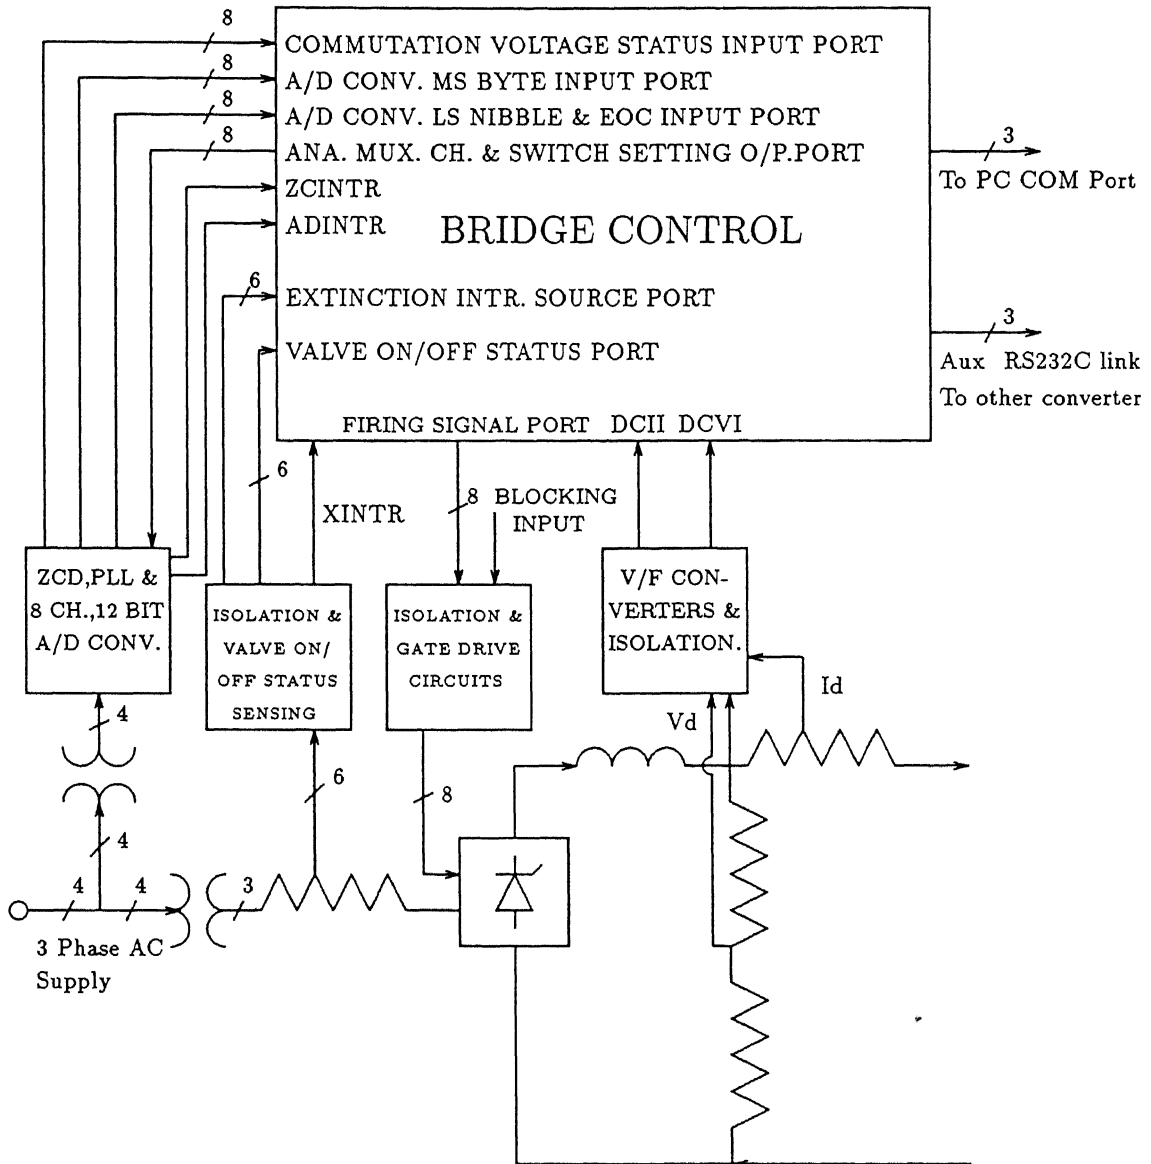 8
COMMUTATION VOLTAGE STATUS INPUT PORT
8
A/D CONV. MS BYTE INPUT PORT
8
A/D CONV. LS NIBBLE & EOC INPUT PORT
8
ANA. MUX. CH. & SWITCH SETTING O/P.PORT
3
To PC COM Port
ZCINTR
ADINTR
BRIDGE CONTROL
6
EXTINCTION INTR. SOURCE PORT
3
VALVE ON/OFF STATUS PORT
Aux RS232C link
To other converter
FIRING SIGNAL PORT DCII DCVI
6
XINTR
8
BLOCKING
INPUT
ZCD,PLL &
8 CH.,12 BIT
A/D CONV.
ISOLATION &
VALVE ON/
OFF STATUS
SENSING
ISOLATION &
GATE DRIVE
CIRCUITS
V/F CON-
VERTERS &
ISOLATION.
Id
Vd
4
6
8
4
4
4
3
3 Phase AC
Supply